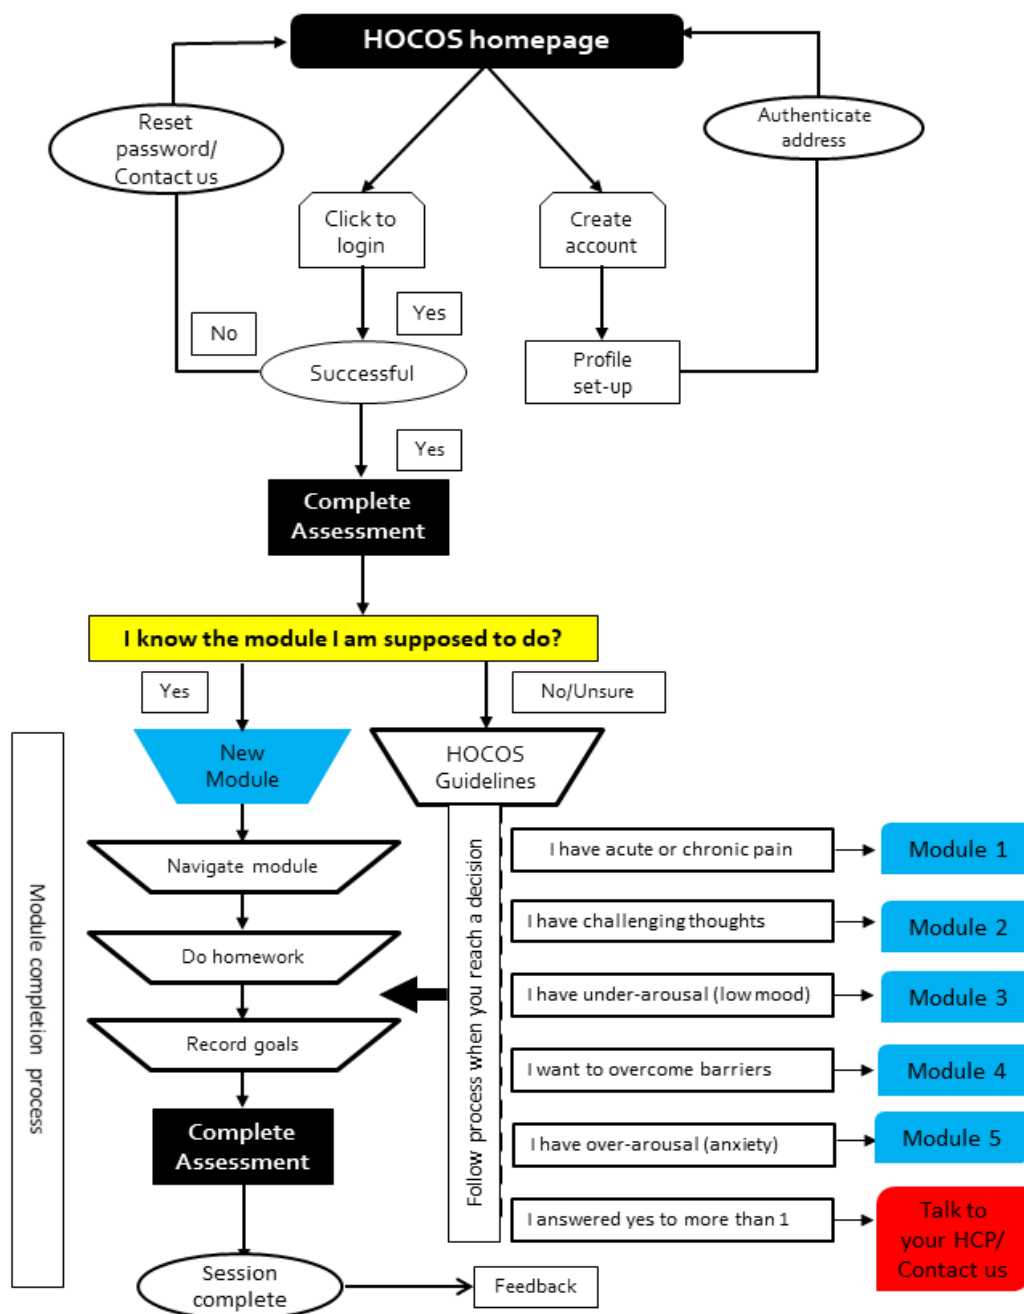 HOCOS homepage
Reset
password/
Contact us
Authenticate
address
Click to
login
Create
account
Yes
No
Successful
Profile
set-up
Yes
Complete
Assessment
I know the module I am supposed to do?
Yes
No/Unsure
New
Module
HOCOS
Guidelines
Module completion process
Navigate module
Do homework
Record goals
Complete
Assessment
Session
complete
Feedback
Follow process when you reach a decision
I have acute or chronic pain
Module 1
I have challenging thoughts
Module 2
I have under-arousal (low mood)
Module 3
I want to overcome barriers
Module 4
I have over-arousal (anxiety)
Module 5
I answered yes to more than 1
Talk to
your HCP/
Contact us